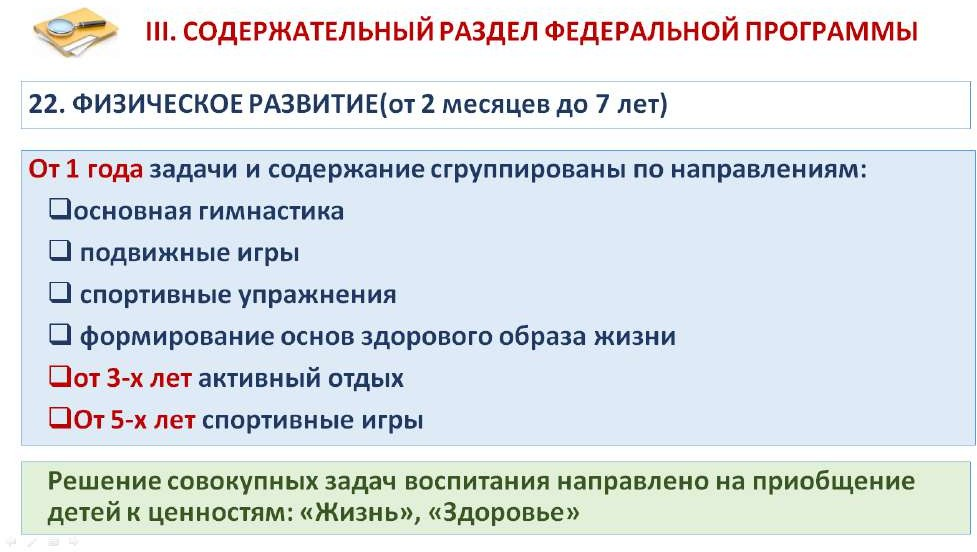 III. СОДЕРЖАТЕЛЬНЫЙ РАЗДЕЛ ФЕДЕРАЛЬНОЙ ПРОГРАММЫ
22. ФИЗИЧЕСКОЕ РАЗВИТИЕ(от 2 месяцев до 7 лет)
От 1 года задачи и содержание сгруппированы по направлениям:
основная гимнастика
подвижные игры
спортивные упражнения
формирование основ здорового образа жизни
от 3-х лет активный отдых
От 5-х лет спортивные игры
Решение совокупных задач воспитания направлено на приобщение
детей к ценностям: «Жизнь», «Здоровье»